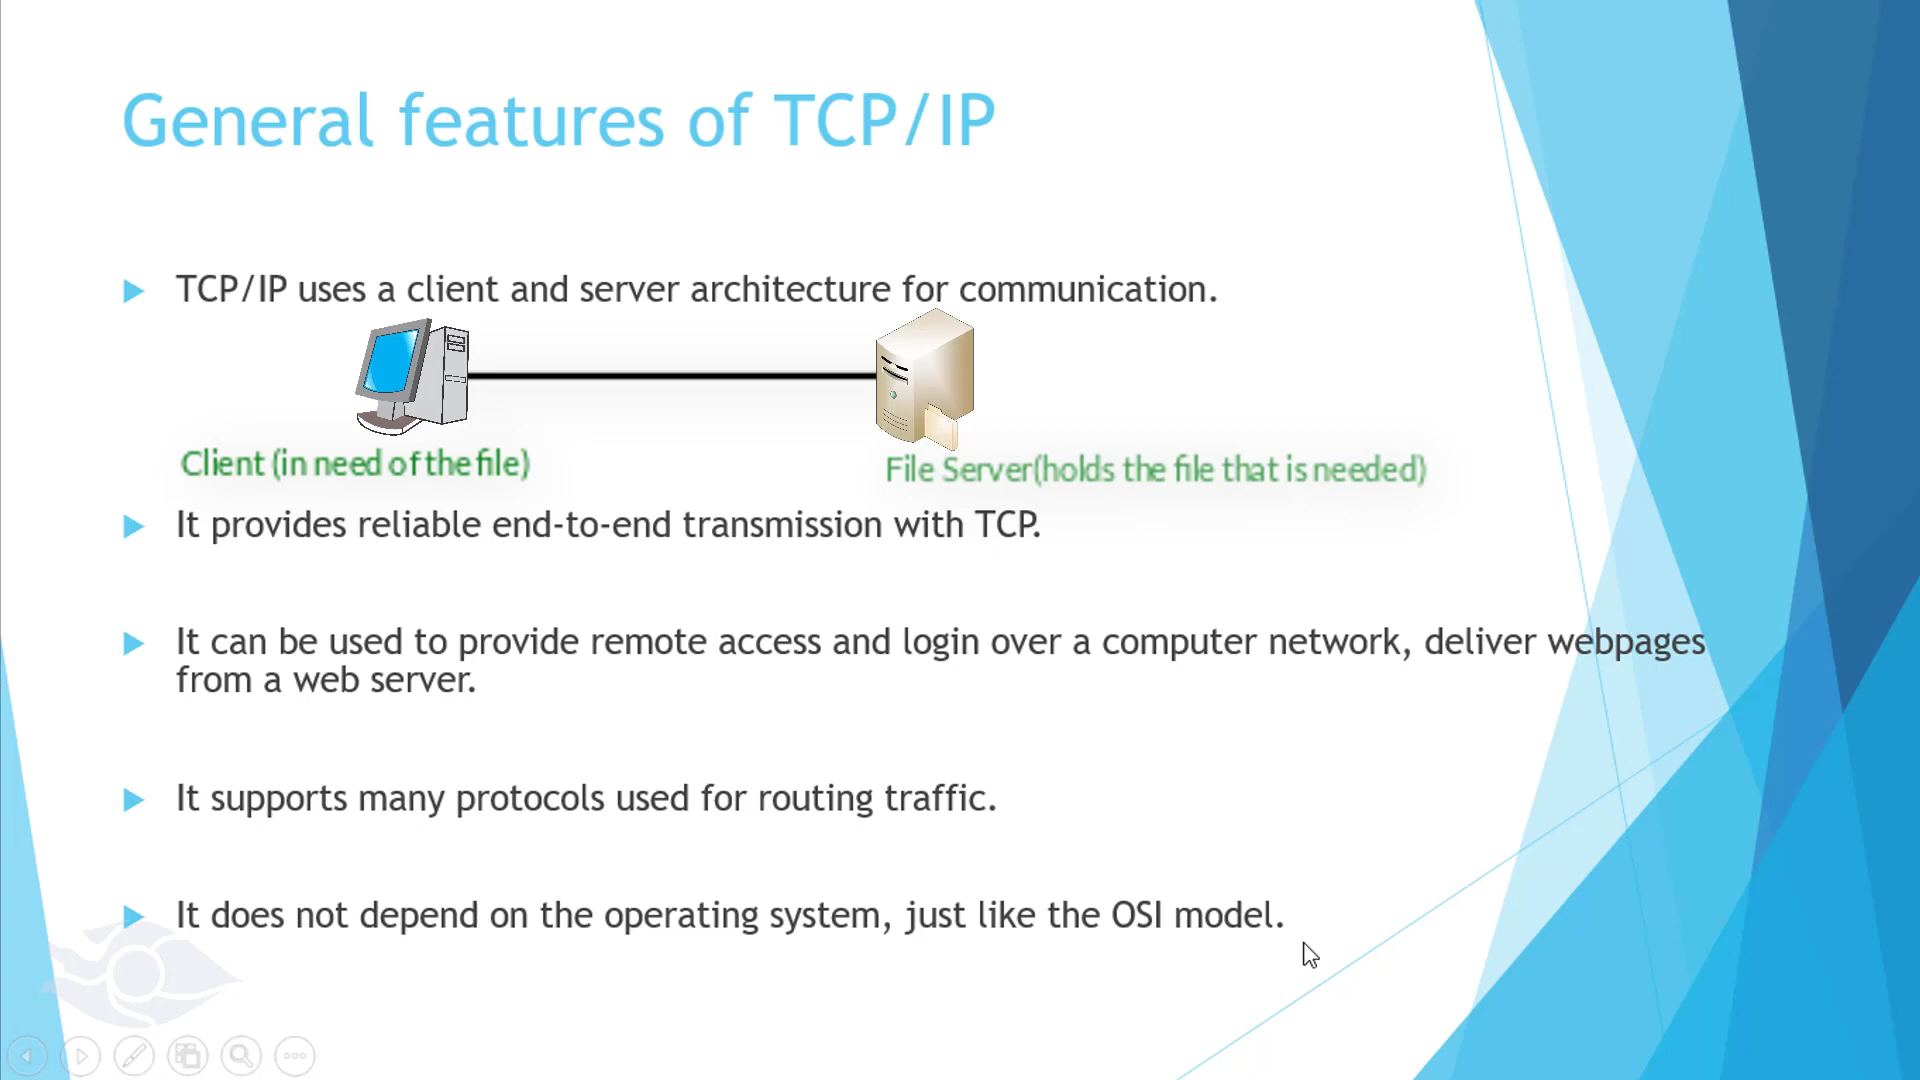 General features of TCP/IP
TCP/IP uses a client and server architecture for communication.
Client (in need of the file)
File Server(holds the file that is needed)
It provides reliable end-to-end transmission with TCP.
It can be used to provide remote access and login over a computer network, deliver webpages
from a web server.
It supports many protocols used for routing traffic.
It does not depend on the operating system, just like the OSI model.